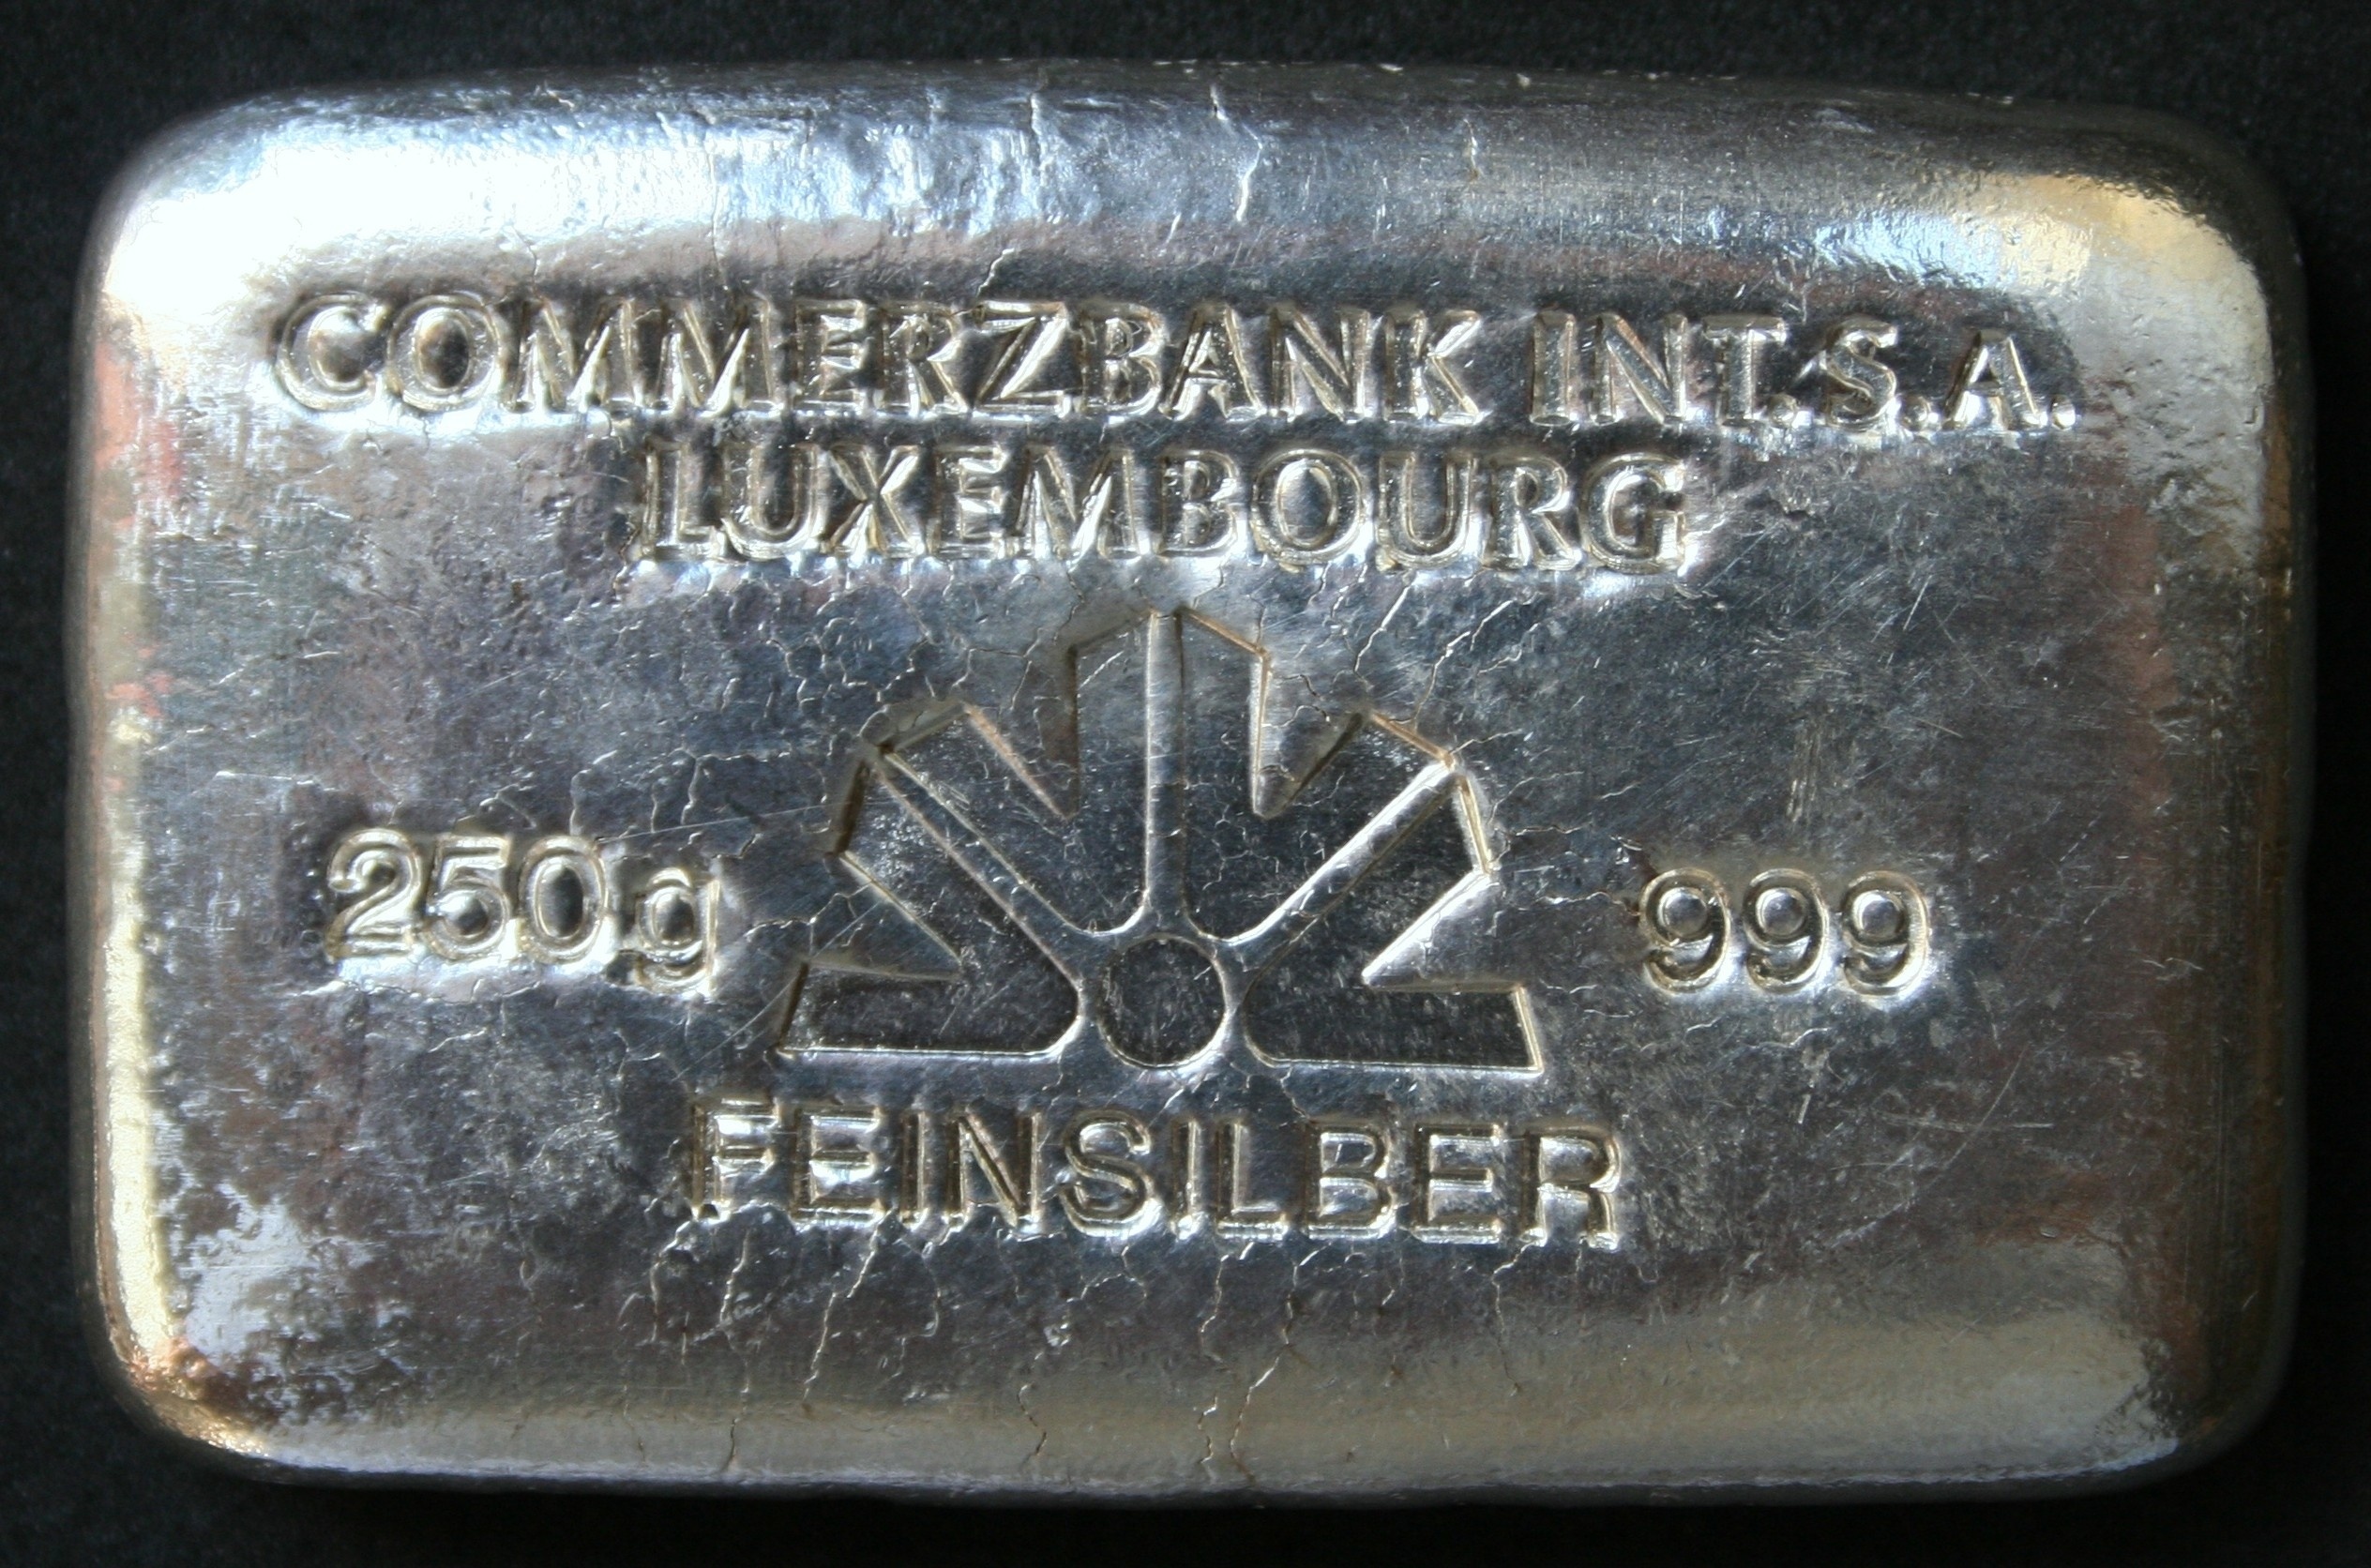 COMMERZBANK INT.S.A.
LUXEMBOURG
250g
999
FEINSILBER